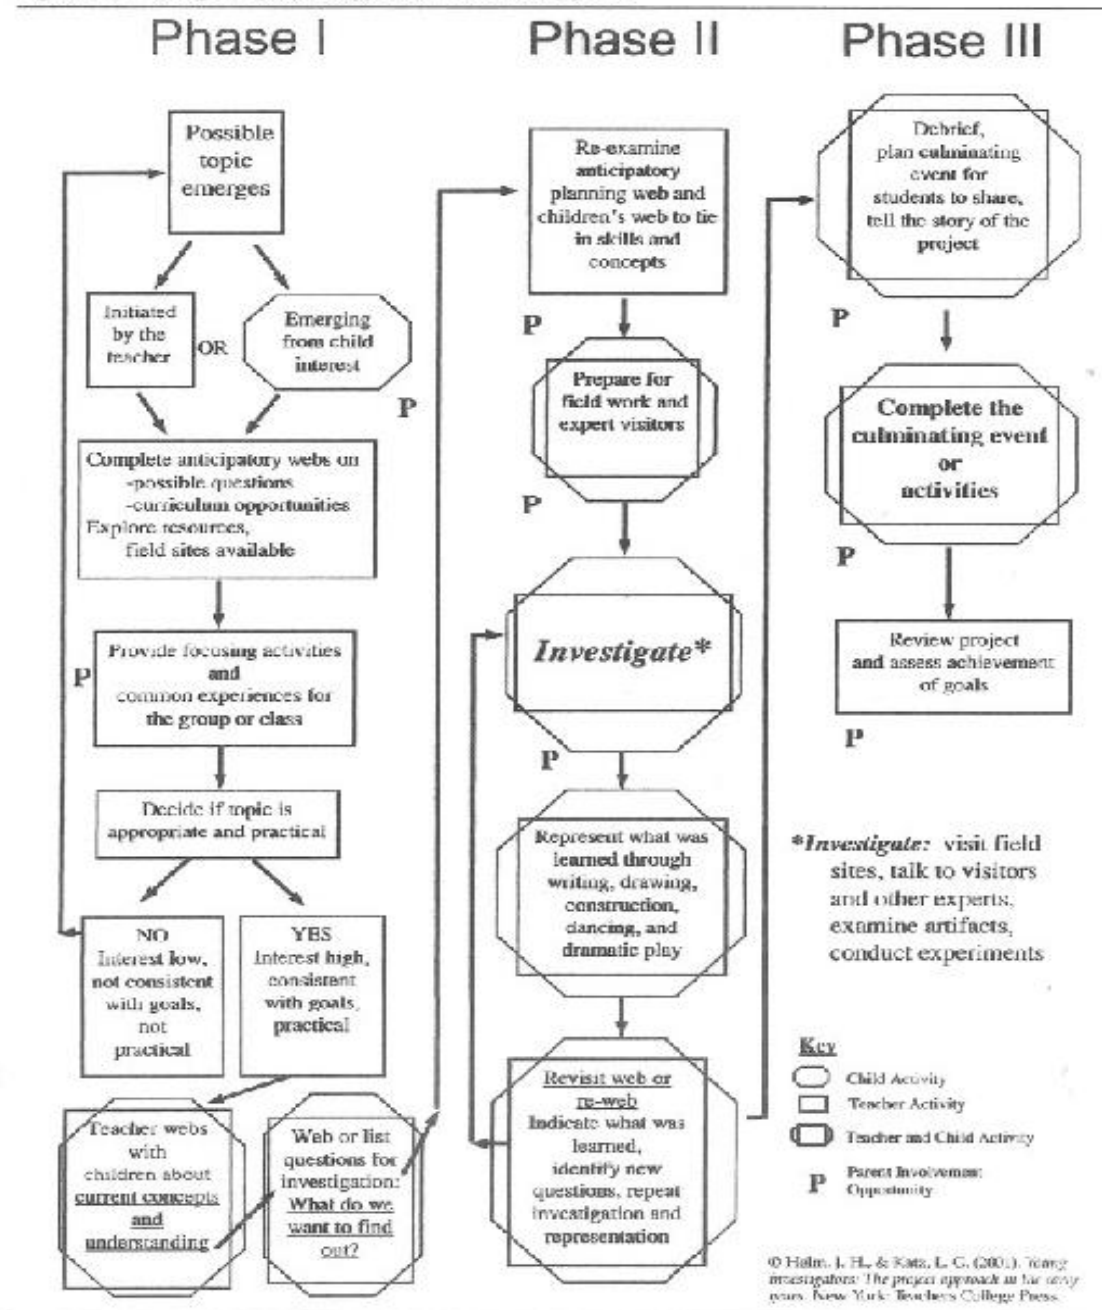 Phase I
Possible
topic
emerges
Initiated
by the
teacher
OR
Emerging
from child
interest
P
Complete anticipatory webs on
-possible questions
-curriculum opportunities
Explore resources,
field sites available
P
Provide focusing activities
and
common experiences for
the group or class
Decide if topic is
appropriate and practical
NO
Interest low,
not consistent
with goals,
not
practical
YES
Interest high,
consistent
with goals,
practical
Teacher webs
with
children about
current concepts
and
understanding
Web or list
questions for
investigation:
What do we
want to find
out?
Phase II
Re-examine
anticipatory
planning web and
children's web to tie
in skills and
concepts
P
Prepare for
field work and
expert visitors
P
Investigate*
P
Represent what was
learned through
writing, drawing,
construction,
dancing, and
dramatic play
Revisit web or
re-web
Indicate what was
learned,
identify new
questions, repeat
investigation and
representation
Phase III
Debrief,
plan culminating
event for
students to share,
tell the story of the
project
P
Complete the
culminating event
or
activities
P
Review project
and assess achievement
of goals
P
*Investigate: visit field
sites, talk to visitors
and other experts,
examine artifacts,
conduct experiments
Key
Child Activity
Teacher Activity
Teacher and Child Activity
P
Parent Involvement
Opportunity
© Helm, J. H., & Katz, L. G. (2001). Young
investigators: The project approach in the early
years. New York: Teachers College Press.